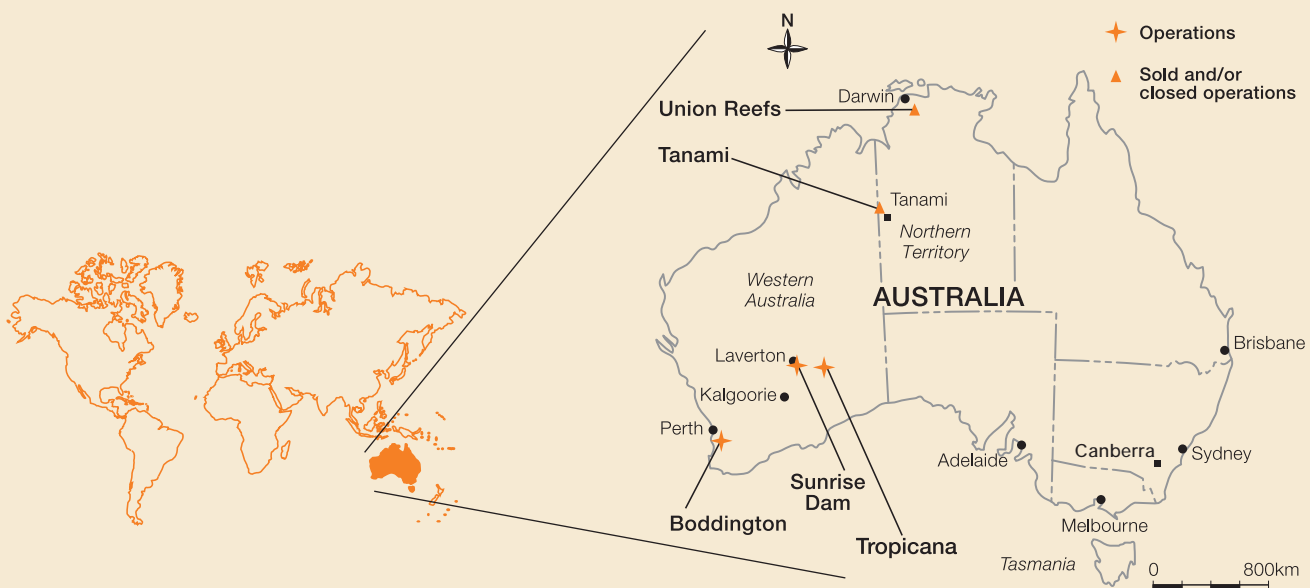 N
Operations
Sold and/or
closed operations
Darwin
Union Reefs
Tanami
Tanami
Northern
Territory
Western
Australia
AUSTRALIA
Brisbane
Laverton
Kalgoorie
Perth
Adelaide
Canberra
Sydney
Sunrise
Dam
Boddington
Tropicana
Melbourne
Tasmania
0 800km